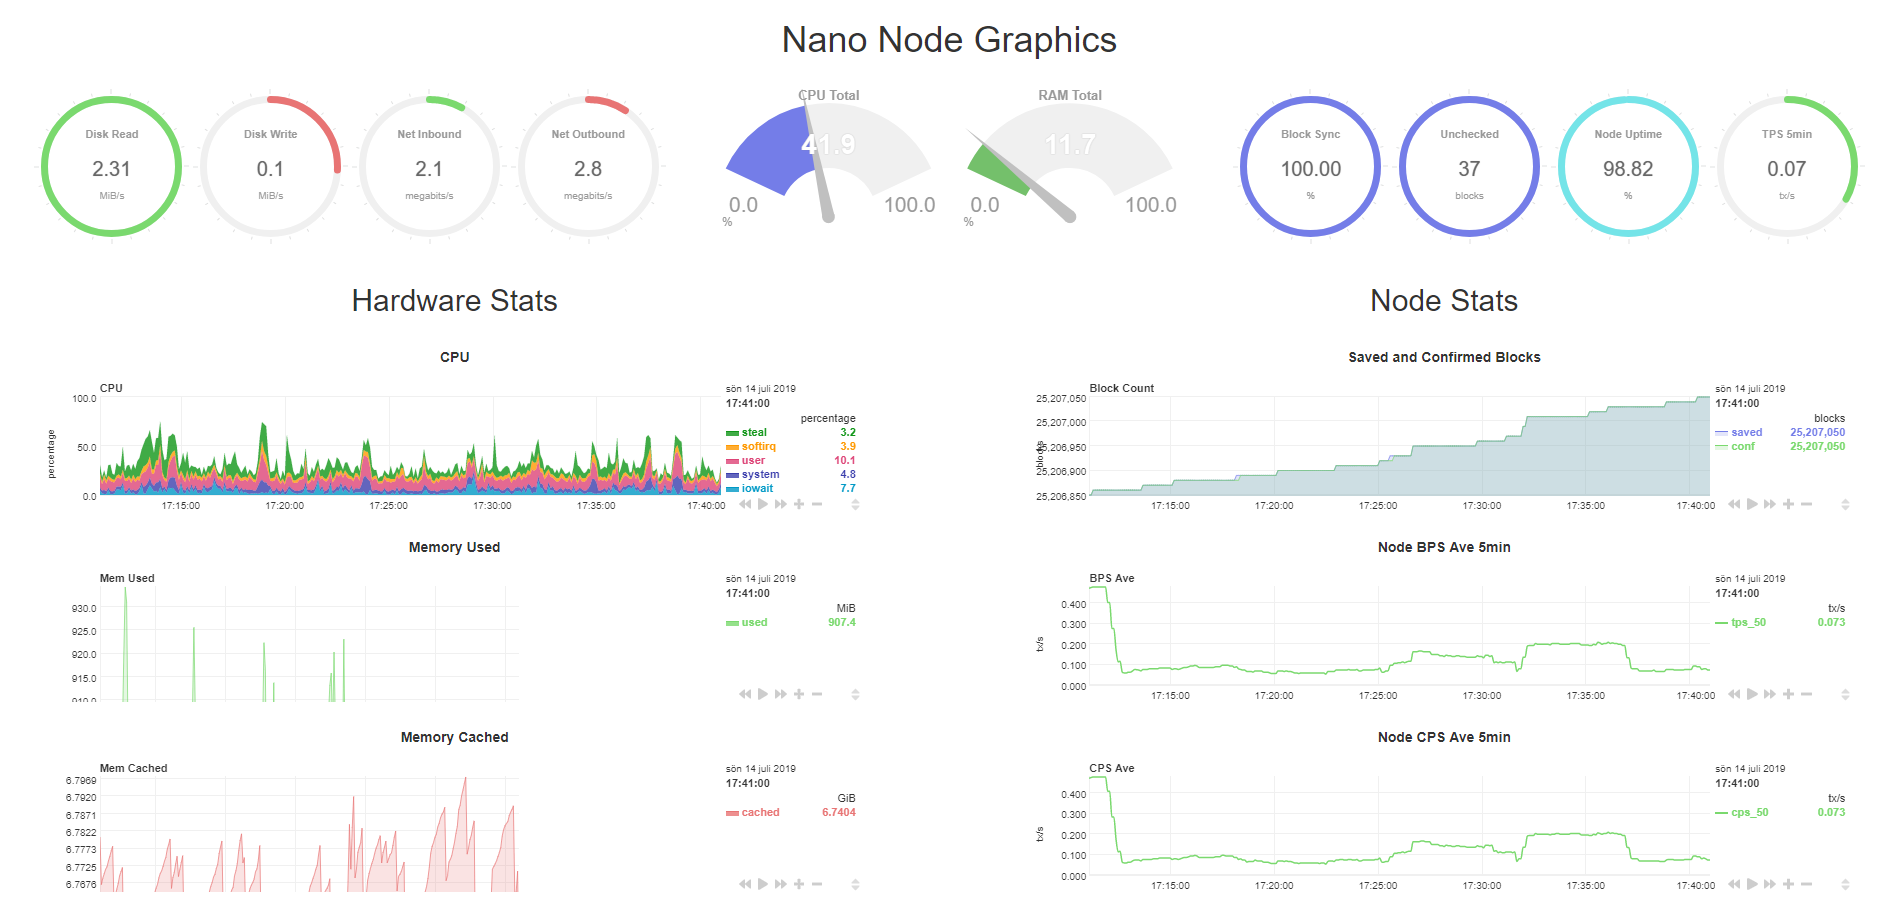 Nano Node Graphics
Disk Read
2.31
MiB/s
Disk Write
0.1
MiB/s
Net Inbound
2.1
megabits/s
Net Outbound
2.8
megabits/s
CPU Total
41.9
0.0
100.0
%
RAM Total
11.7
0.0
100.0
%
Block Sync
100.00
%
Unchecked
37
blocks
Node Uptime
98.82
%
TPS 5min
0.07
tx/s
Hardware Stats
CPU
CPU
percentage
100.0
50.0
0.0
17:15:00 17:20:00 17:25:00 17:30:00 17:35:00 17:40:00
sön 14 juli 2019
17:41:00
percentage
steal 3.2
softirq 3.9
user 10.1
system 4.8
iowait 7.7
Memory Used
Mem Used
930.0
925.0
920.0
915.0
910.0
sön 14 juli 2019
17:41:00
MiB
used 907.4
Memory Cached
Mem Cached
6.7969
6.7920
6.7871
6.7822
6.7773
6.7725
6.7676
sön 14 juli 2019
17:41:00
GiB
cached 6.7404
Node Stats
Saved and Confirmed Blocks
Block Count
blocks
25,207,050
25,207,000
25,206,950
25,206,900
25,206,850
17:15:00 17:20:00 17:25:00 17:30:00 17:35:00 17:40:00
sön 14 juli 2019
17:41:00
blocks
saved 25,207,050
conf 25,207,050
Node BPS Ave 5min
BPS Ave
tx/s
0.400
0.300
0.200
0.100
0.000
17:15:00 17:20:00 17:25:00 17:30:00 17:35:00 17:40:00
sön 14 juli 2019
17:41:00
tx/s
tps_50 0.073
Node CPS Ave 5min
CPS Ave
tx/s
0.400
0.300
0.200
0.100
0.000
17:15:00 17:20:00 17:25:00 17:30:00 17:35:00 17:40:00
sön 14 juli 2019
17:41:00
tx/s
cps_50 0.073